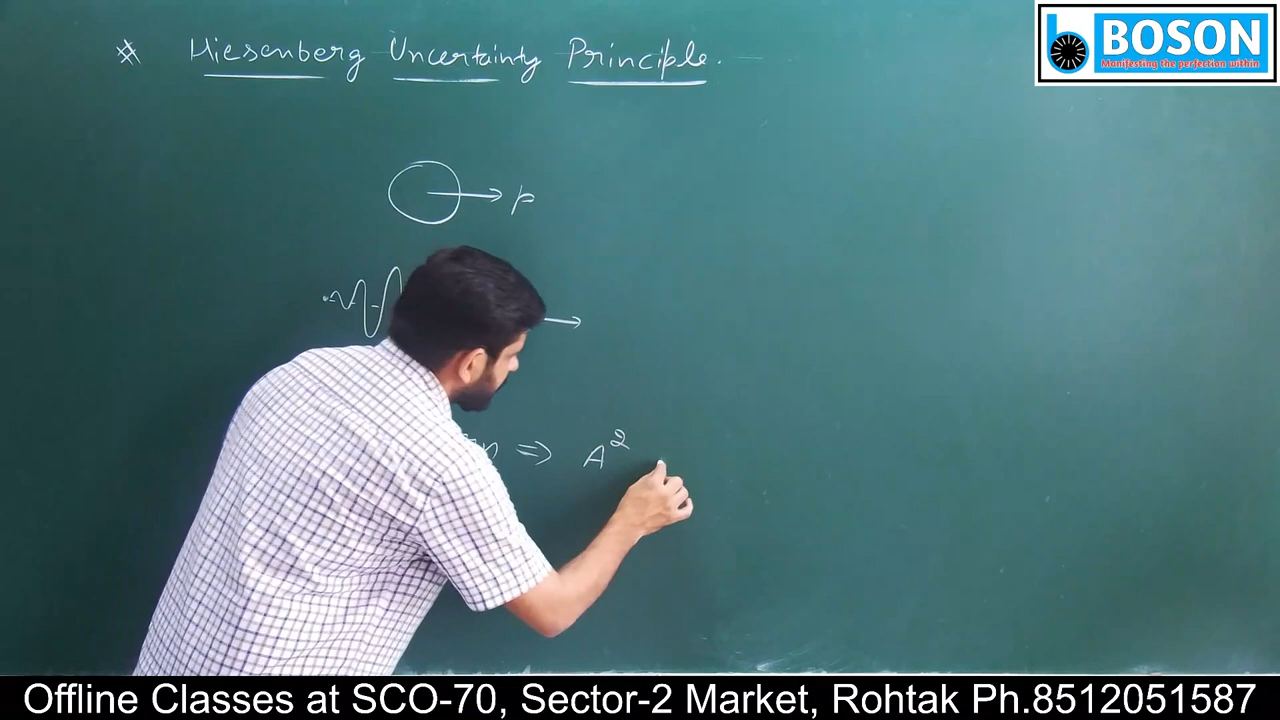 * Hiesenberg Uncertainty Principle.
BOSON
Manifesting the perfection within
p
⇒ A²
Offline Classes at SCO-70, Sector-2 Market, Rohtak Ph.8512051587